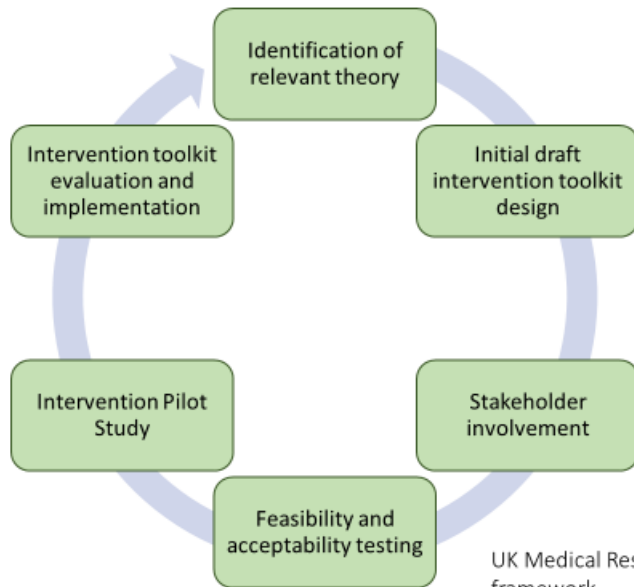 Identification of
relevant theory
Initial draft
intervention toolkit
design
Stakeholder
involvement
Feasibility and
acceptability testing
Intervention Pilot
Study
Intervention toolkit
evaluation and
implementation
UK Medical Res
framework